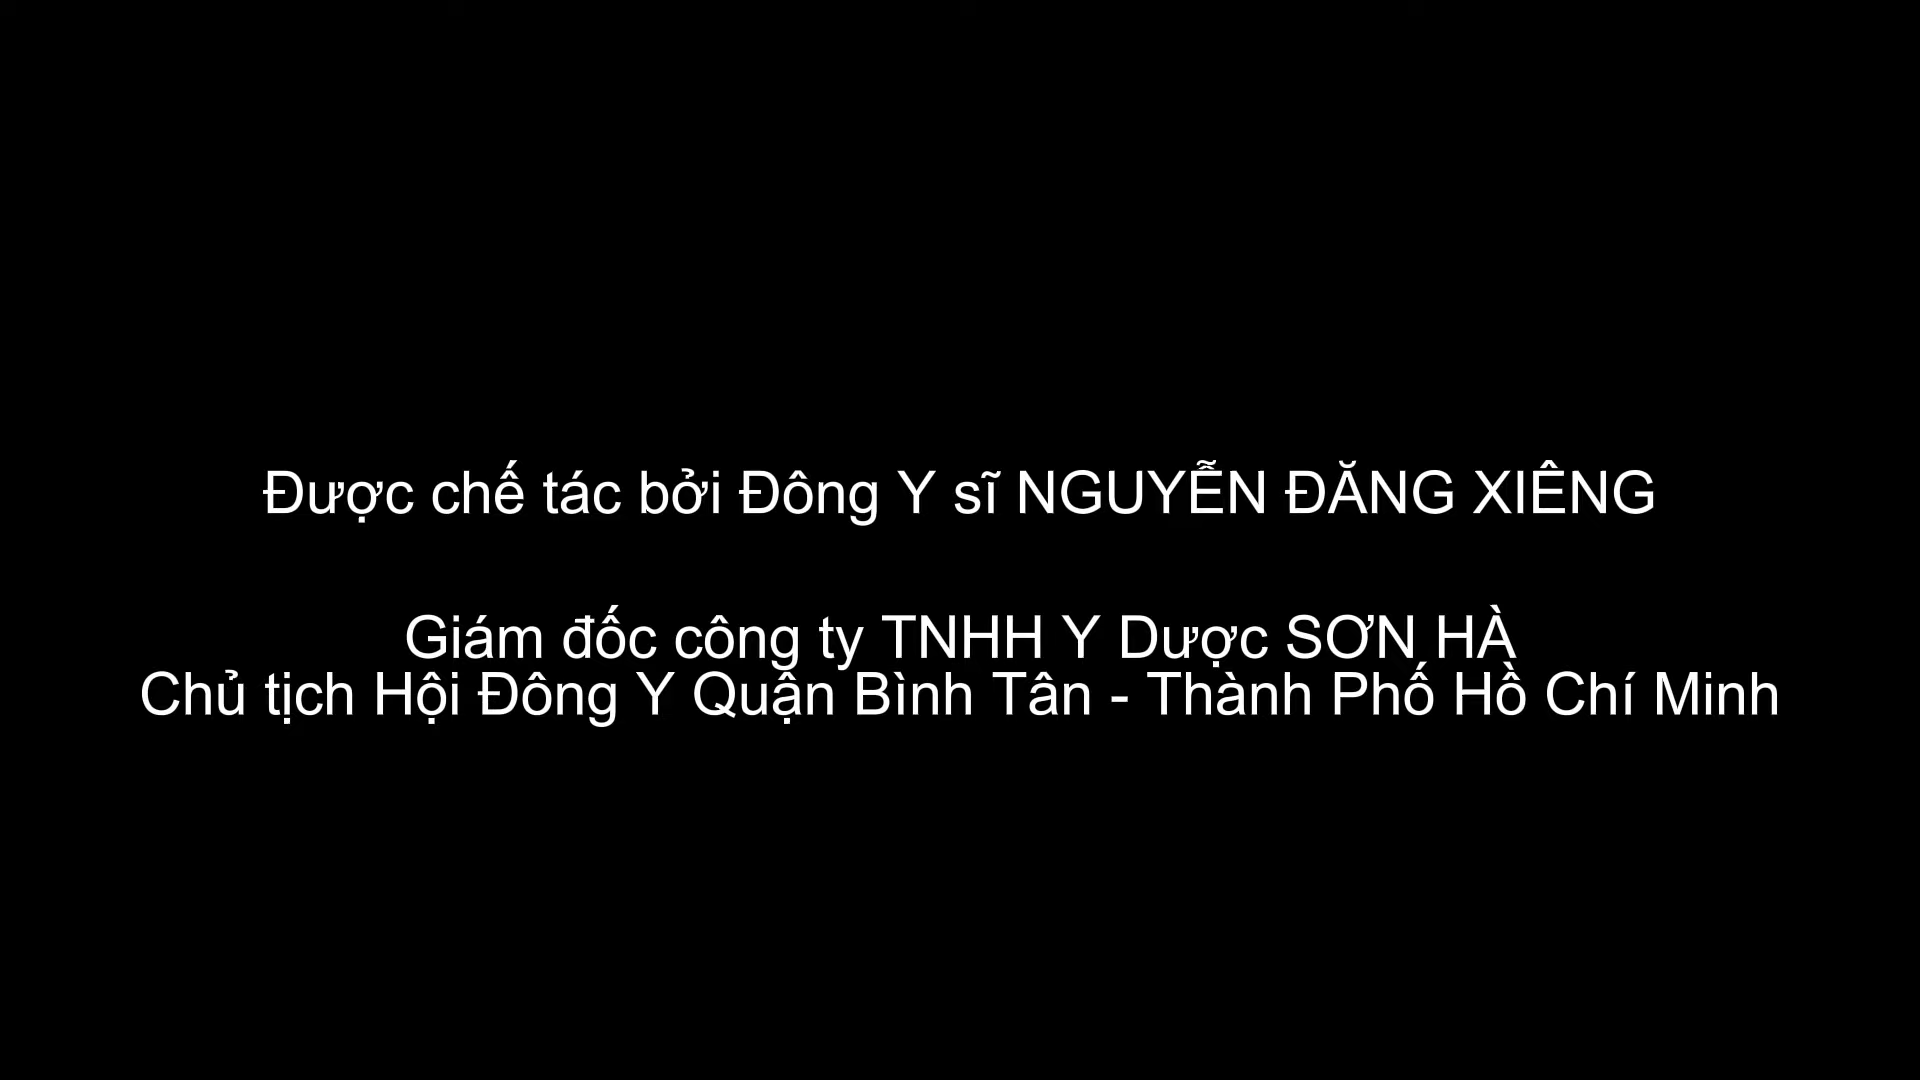 Được chế tác bởi Đông Y sĩ NGUYỄN ĐĂNG XIÊNG
Giám đốc công ty TNHH Y Dược SƠN HÀ
Chủ tịch Hội Đông Y Quận Bình Tân - Thành Phố Hồ Chí Minh